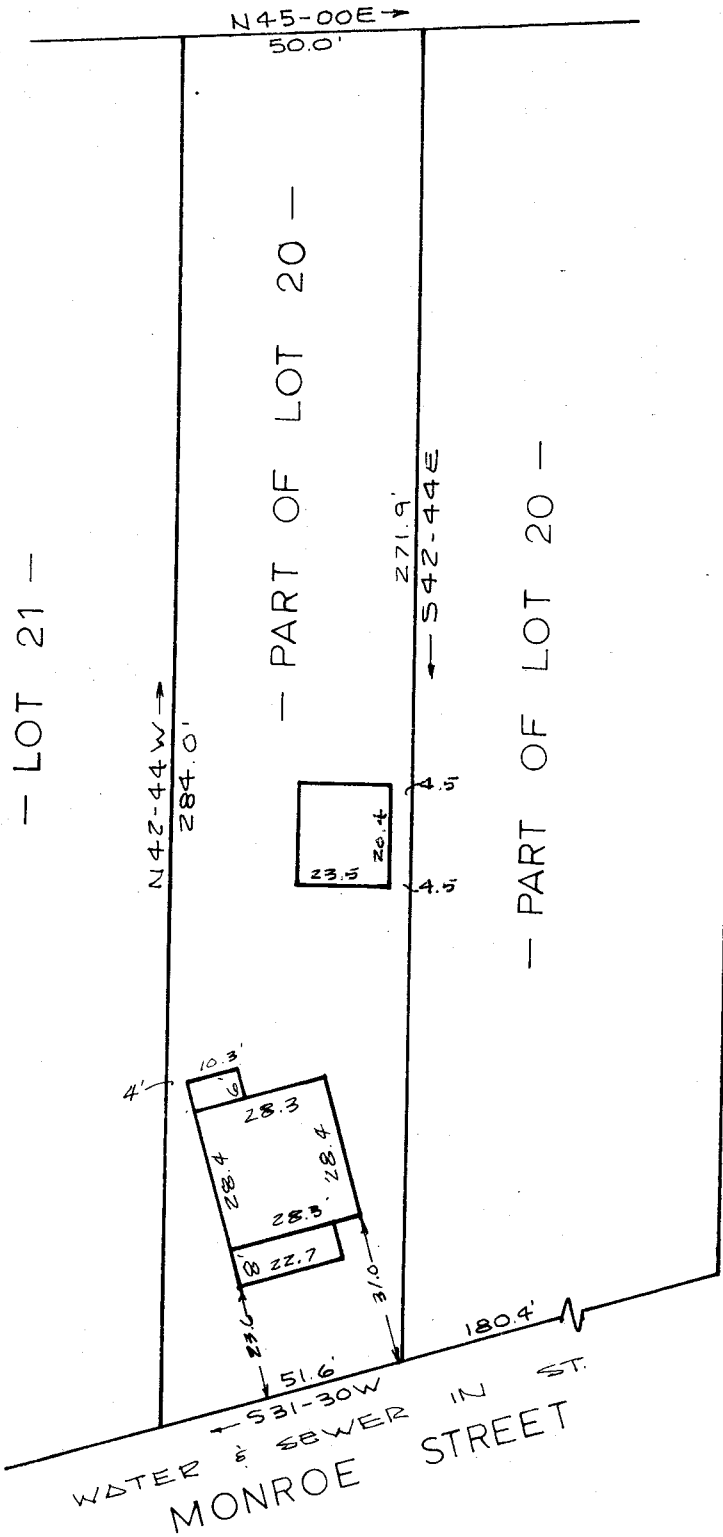 N45-00E →
50.0'
— LOT 21 —
— PART OF LOT 20 —
— PART OF LOT 20 —
N42-44W →
284.0'
271.9'
← S42-44E
4.5
20.4
23.5
4.5
10.3'
4'
6'
28.3
28.4
28.4
28.3'
8'
22.7
23.6
31.0
51.6'
← S31-30W
180.4'
WATER & SEWER IN ST.
MONROE STREET